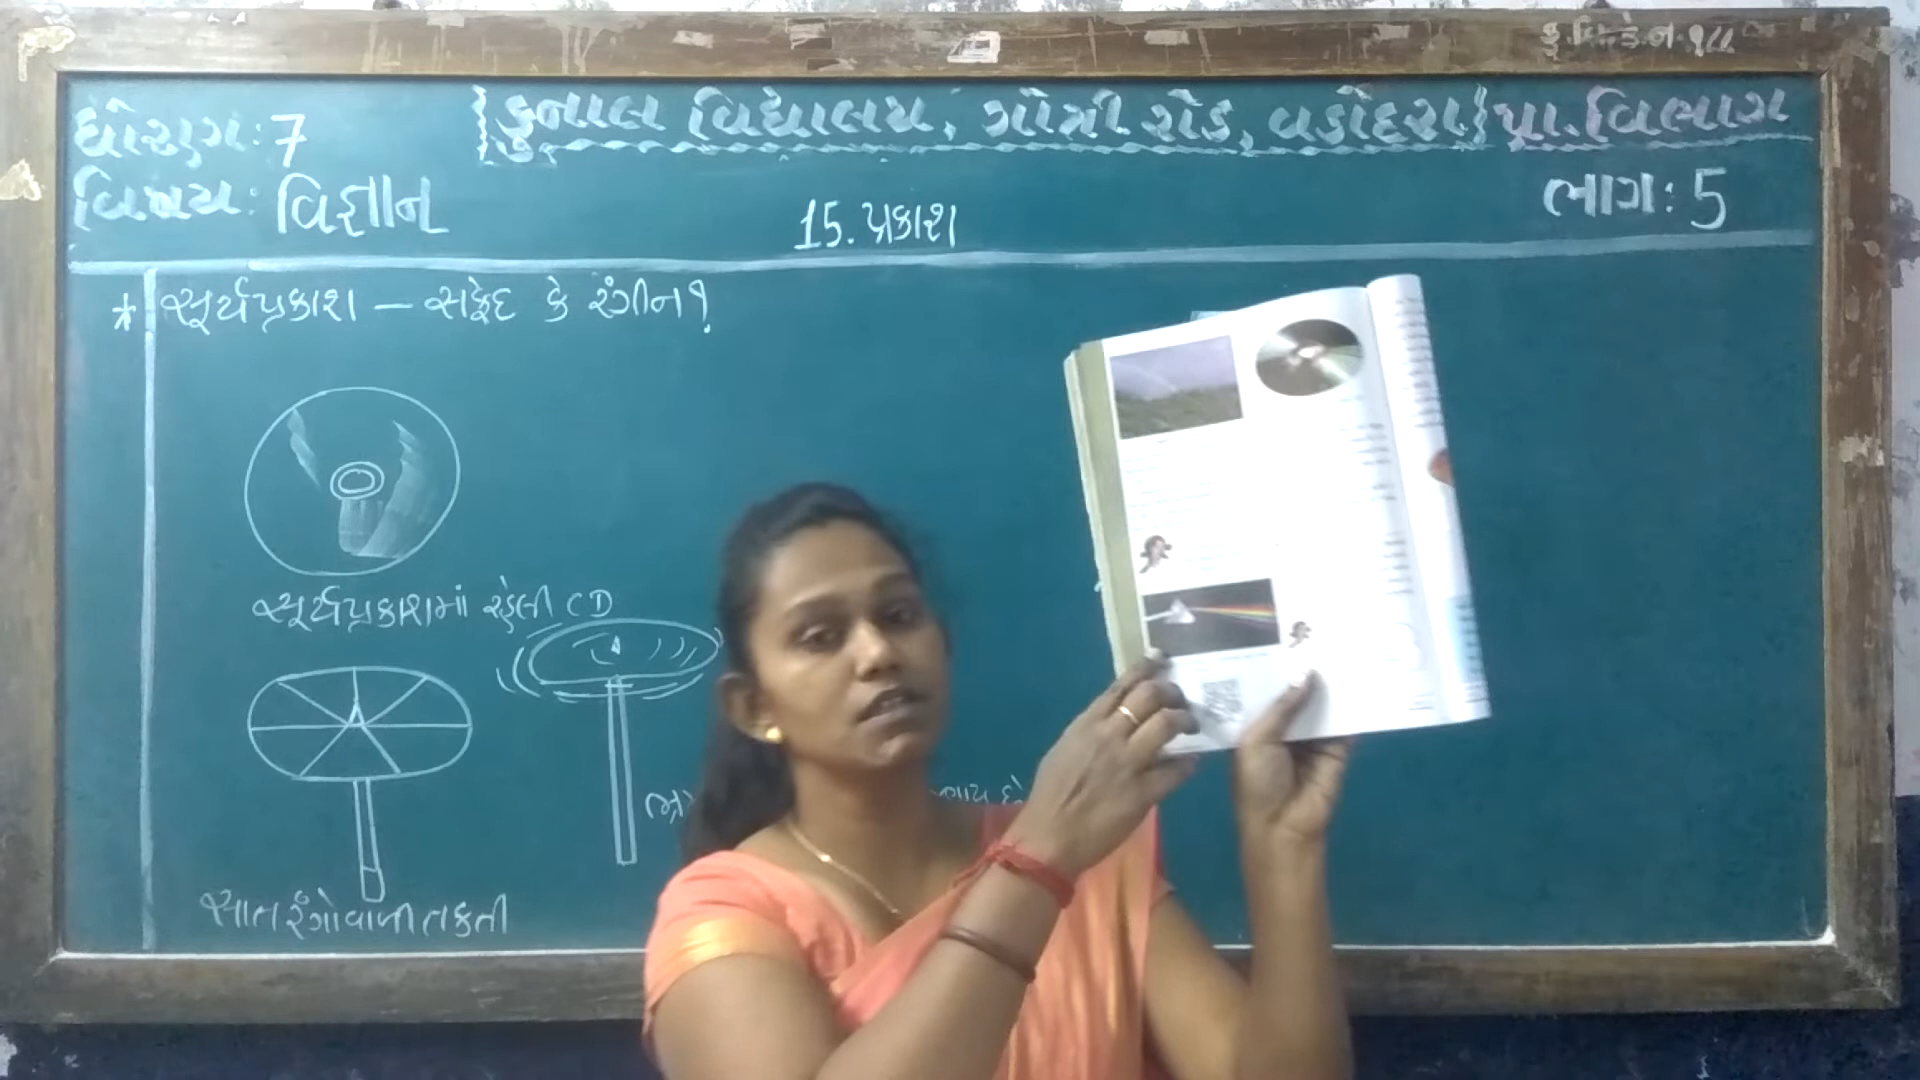 ધોરણ: 7
{કુનાલ વિદ્યાલય, ગોત્રી રોડ, વડોદરા} પ્રા. વિભાગ
વિષય: વિજ્ઞાન
15. પ્રકાશ
ભાગ: 5
* સૂર્યપ્રકાશ – સફેદ કે રંગીન?
સૂર્યપ્રકાશમાં રહેલી CD
સાત રંગોવાળી તકતી